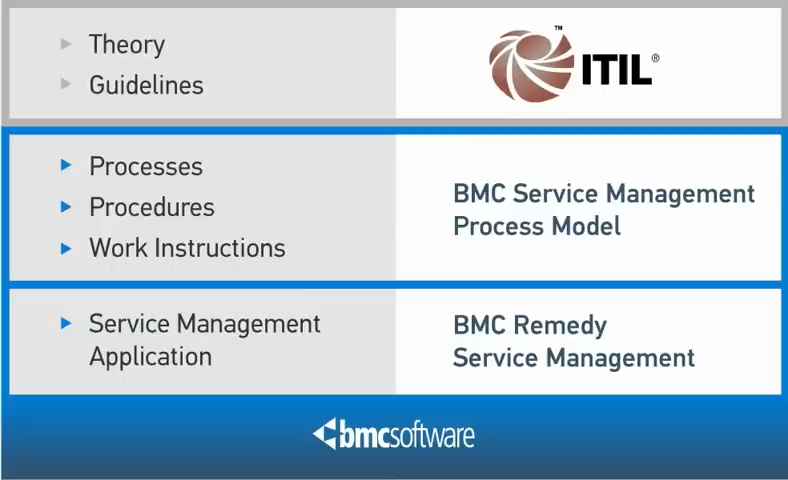 Theory
Guidelines
™
ITIL®
Processes
Procedures
Work Instructions
BMC Service Management
Process Model
Service Management
Application
BMC Remedy
Service Management
bmcsoftware